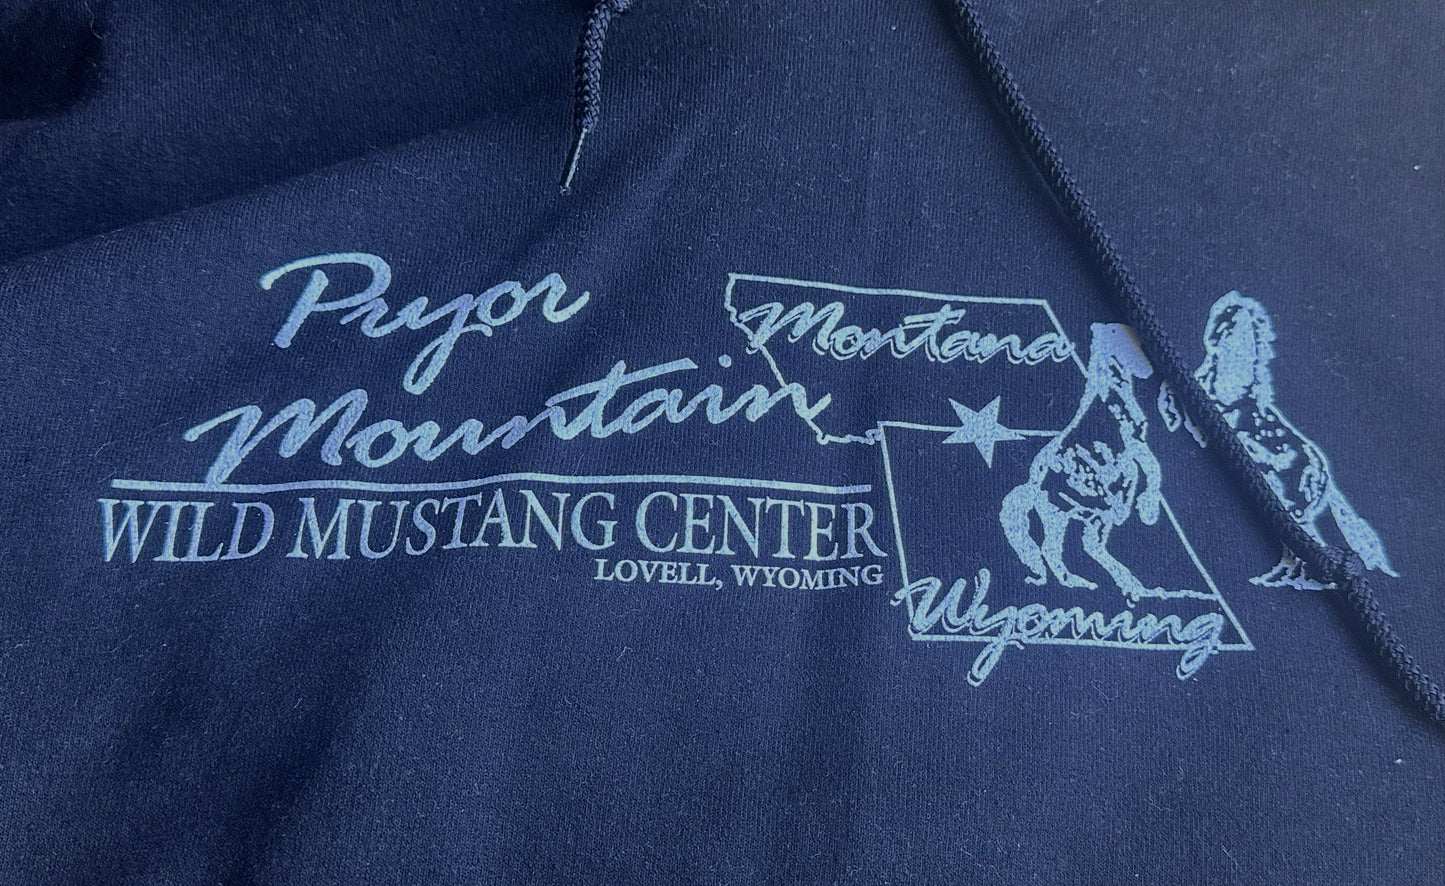 Pryor
Mountain
WILD MUSTANG CENTER
LOVELL, WYOMING
Montana
Wyoming